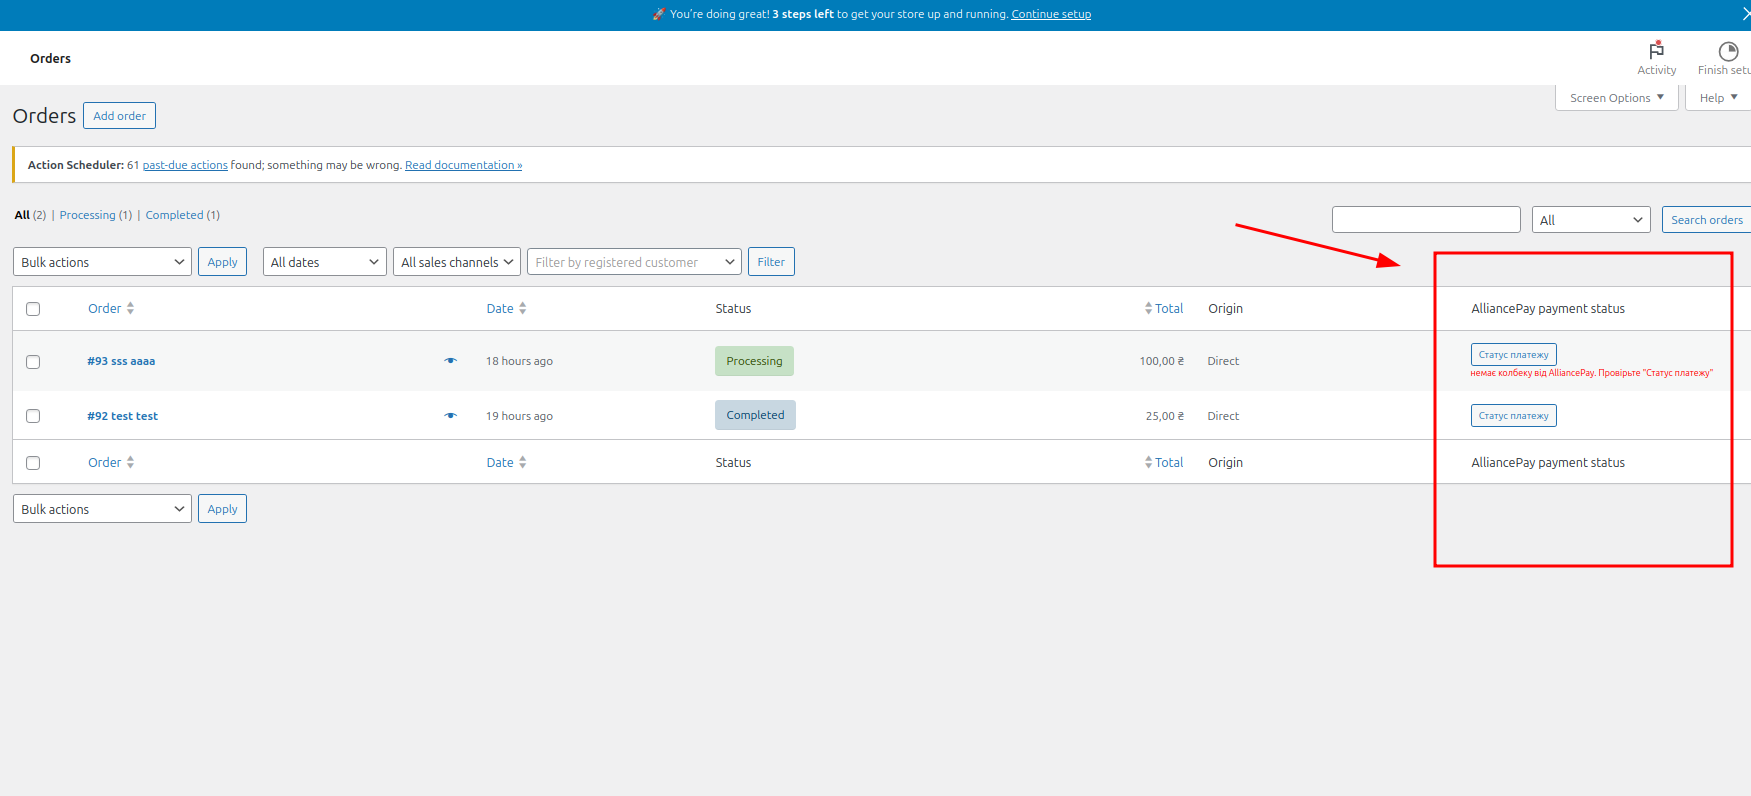 🚀 You're doing great! 3 steps left to get your store up and running. Continue setup
Orders
Activity
Finish setu
Screen Options
Help
Orders
Add order
Action Scheduler: 61 past-due actions found; something may be wrong. Read documentation »
All (2) | Processing (1) | Completed (1)
All
Search orders
Bulk actions
Apply
All dates
All sales channels
Filter by registered customer
Filter
Order Date Status Total Origin AlliancePay payment status
#93 sss aaaa 18 hours ago Processing 100,00 ₴ Direct Статус платежу
немає колбеку від AlliancePay. Провірьте "Статус платежу"
#92 test test 19 hours ago Completed 25,00 ₴ Direct Статус платежу
Order Date Status Total Origin AlliancePay payment status
Bulk actions
Apply